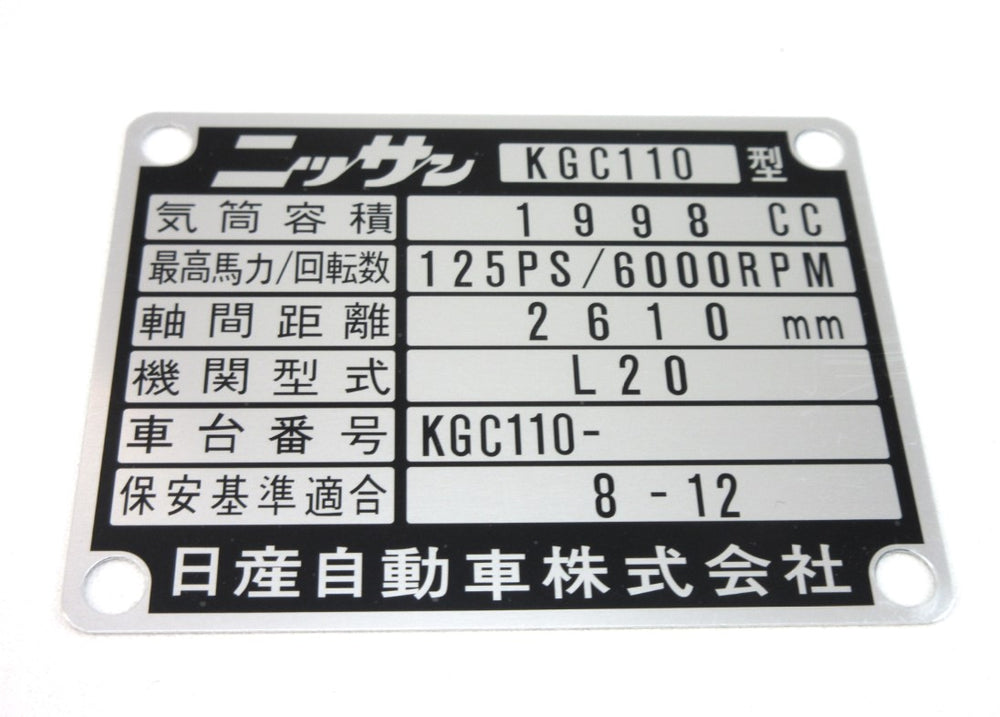 ニッサン KGC110 型
気筒容積 1998 CC
最高馬力/回転数 125PS/6000RPM
軸間距離 2610 mm
機関型式 L20
車台番号 KGC110-
保安基準適合 8-12
日産自動車株式会社